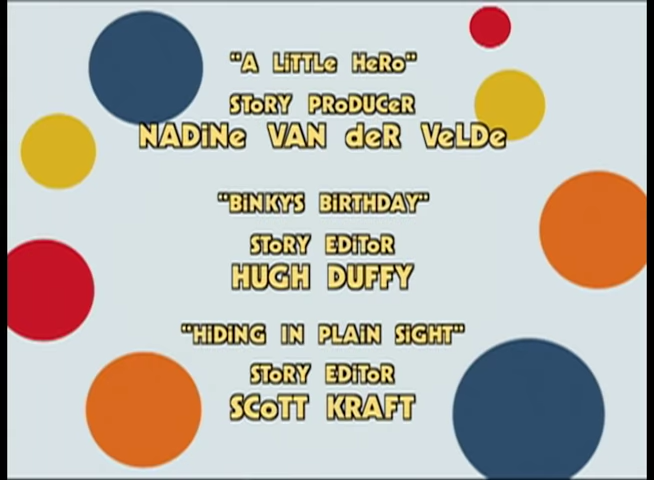 "A LiTTLe HeRo"
SToRY PRoDUCeR
NADiNe VAN deR VeLDe
"BiNKY'S BiRTHDAY"
SToRY EDiToR
HUGH DUFFY
"HiDiNG IN PLAiN SiGHT"
SToRY EDiToR
SCoTT KRAFT